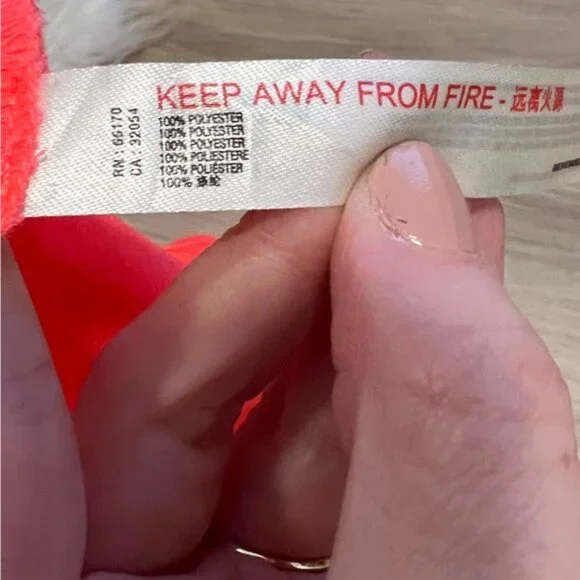 KEEP AWAY FROM FIRE - 远离火源
RN : 66170
CA : 32054
100% POLYESTER
100% POLYESTER
100% POLYESTER
100% POLIESTERE
100% POLIÉSTER
100% 涤纶